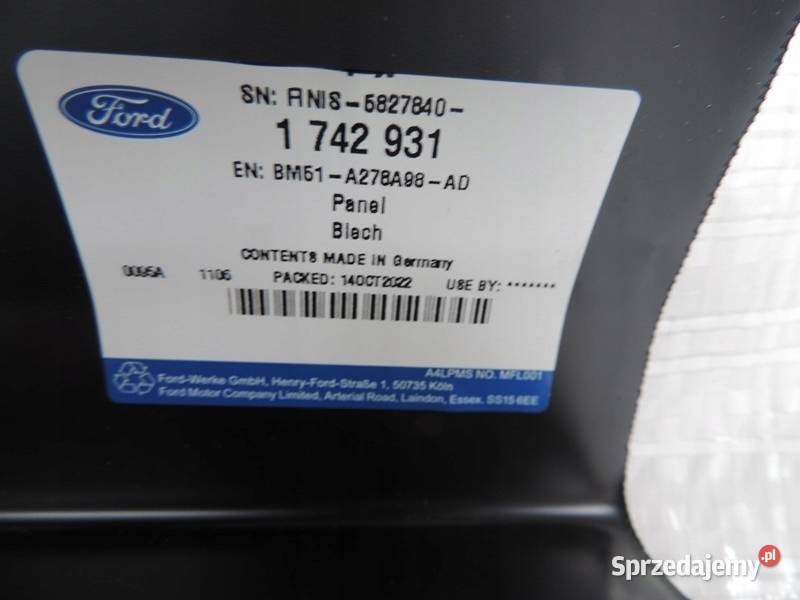 Ford
SN: FINIS-5827840-
1 742 931
EN: BM51-A278A98-AD
Panel
Blech
CONTENTS MADE IN Germany
0095A 1106 PACKED: 14OCT2022 USE BY: *******
A4LPMS NO. MFL001
Ford-Werke GmbH, Henry-Ford-Straße 1, 50735 Köln
Ford Motor Company Limited, Arterial Road, Laindon, Essex. SS15 6EE
Sprzedajemy.pl